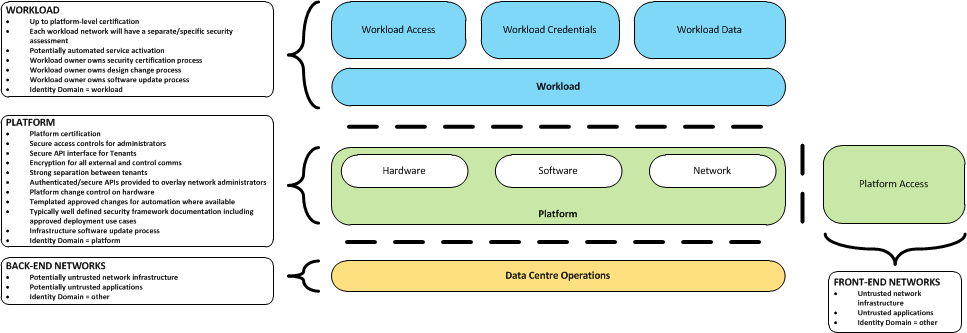 WORKLOAD
• Up to platform-level certification
• Each workload network will have a separate/specific security
assessment
• Potentially automated service activation
• Workload owner owns security certification process
• Workload owner owns design change process
• Workload owner owns software update process
• Identity Domain = workload
Workload Access
Workload Credentials
Workload Data
Workload
PLATFORM
• Platform certification
• Secure access controls for administrators
• Secure API interface for Tenants
• Encryption for all external and control comms
• Strong separation between tenants
• Authenticated/secure APIs provided to overlay network administrators
• Platform change control on hardware
• Templated approved changes for automation where available
• Typically well defined security framework documentation including
approved deployment use cases
• Infrastructure software update process
• Identity Domain = platform
Hardware
Software
Network
Platform
Platform Access
BACK-END NETWORKS
• Potentially untrusted network infrastructure
• Potentially untrusted applications
• Identity Domain = other
Data Centre Operations
FRONT-END NETWORKS
• Untrusted network
infrastructure
• Untrusted applications
• Identity Domain = other